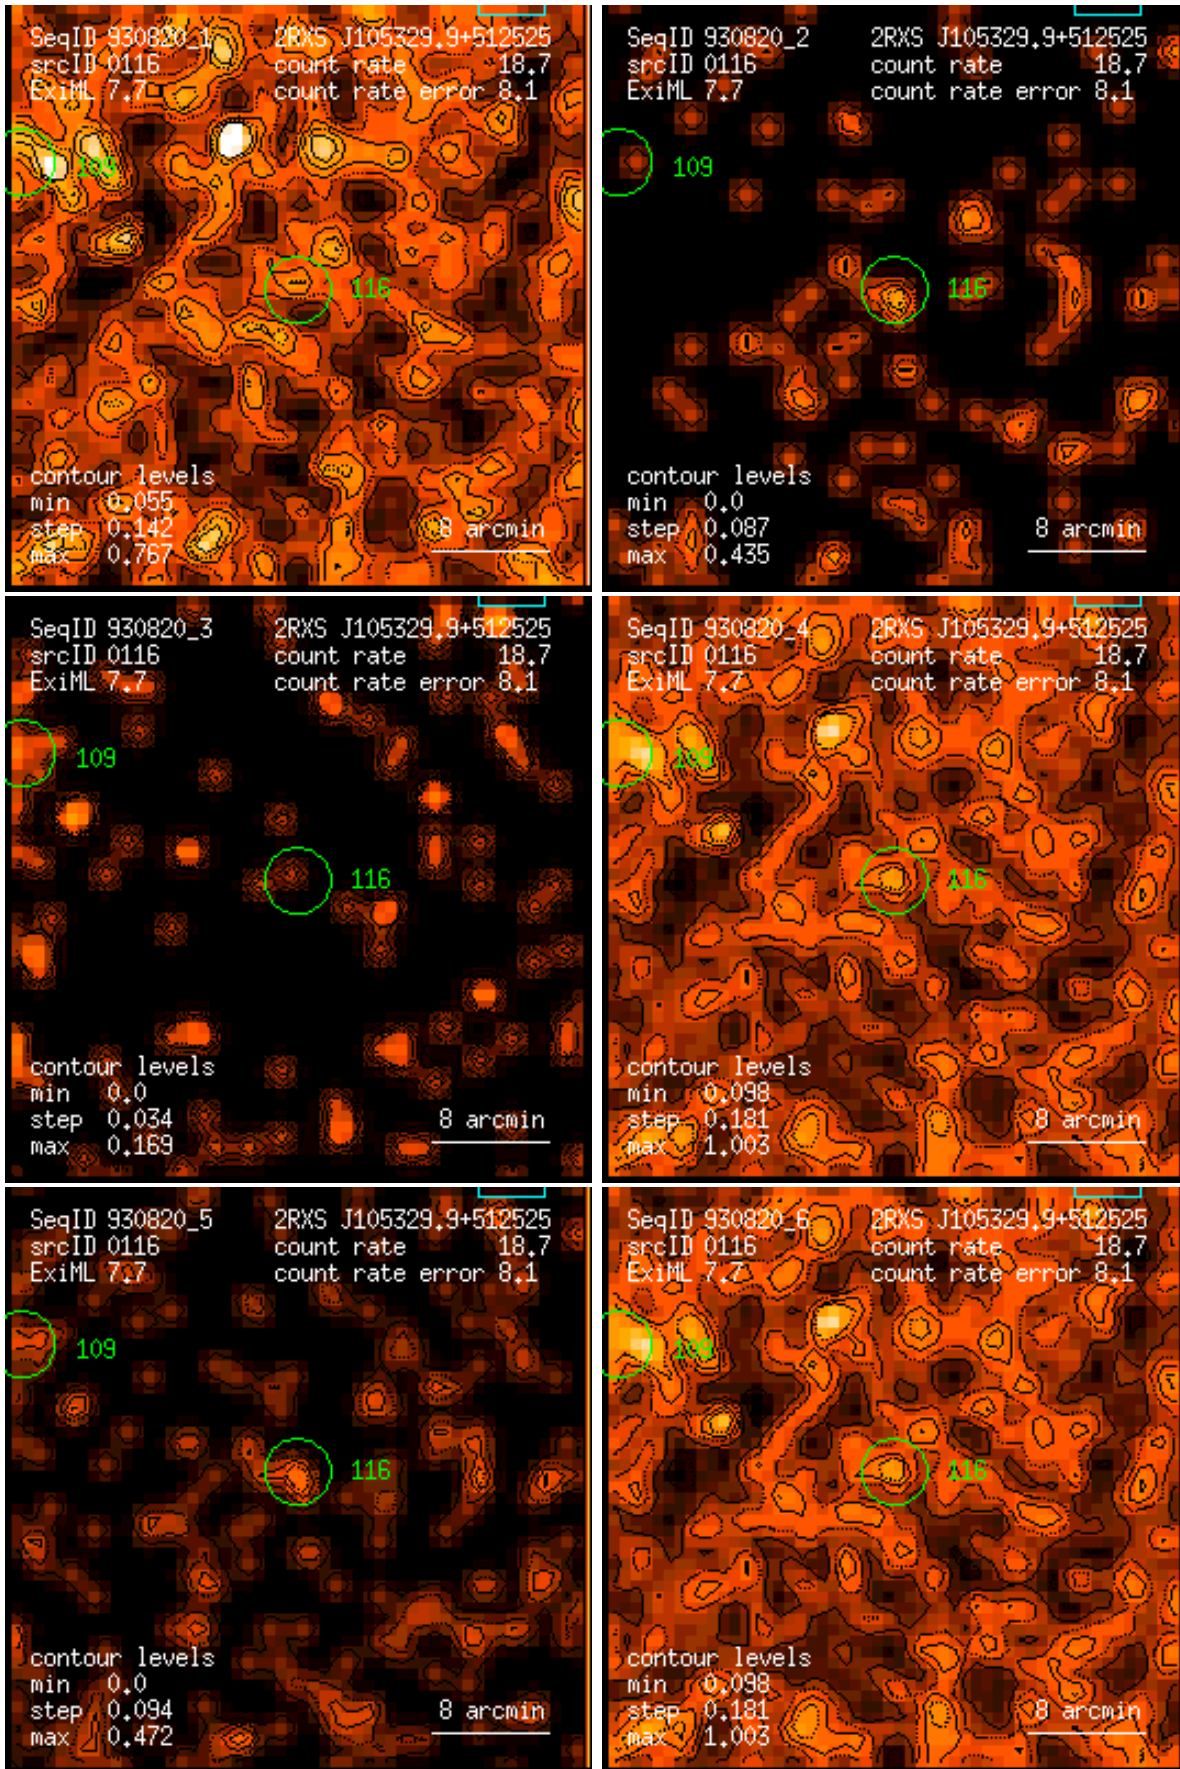 SeqID 930820_1 2RXS J105329.9+512525
srcID 0116 count rate 18.7
ExiML 7.7 count rate error 8.1
109
116
contour levels
min 0.055
step 0.142 8 arcmin
max 0.767
SeqID 930820_2 2RXS J105329.9+512525
srcID 0116 count rate 18.7
ExiML 7.7 count rate error 8.1
109
116
contour levels
min 0.0
step 0.087 8 arcmin
max 0.435
SeqID 930820_3 2RXS J105329.9+512525
srcID 0116 count rate 18.7
ExiML 7.7 count rate error 8.1
109
116
contour levels
min 0.0
step 0.034 8 arcmin
max 0.169
SeqID 930820_4 2RXS J105329.9+512525
srcID 0116 count rate 18.7
ExiML 7.7 count rate error 8.1
109
116
contour levels
min 0.098
step 0.181 8 arcmin
max 1.003
SeqID 930820_5 2RXS J105329.9+512525
srcID 0116 count rate 18.7
ExiML 7.7 count rate error 8.1
109
116
contour levels
min 0.0
step 0.094 8 arcmin
max 0.472
SeqID 930820_6 2RXS J105329.9+512525
srcID 0116 count rate 18.7
ExiML 7.7 count rate error 8.1
109
116
contour levels
min 0.098
step 0.181 8 arcmin
max 1.003